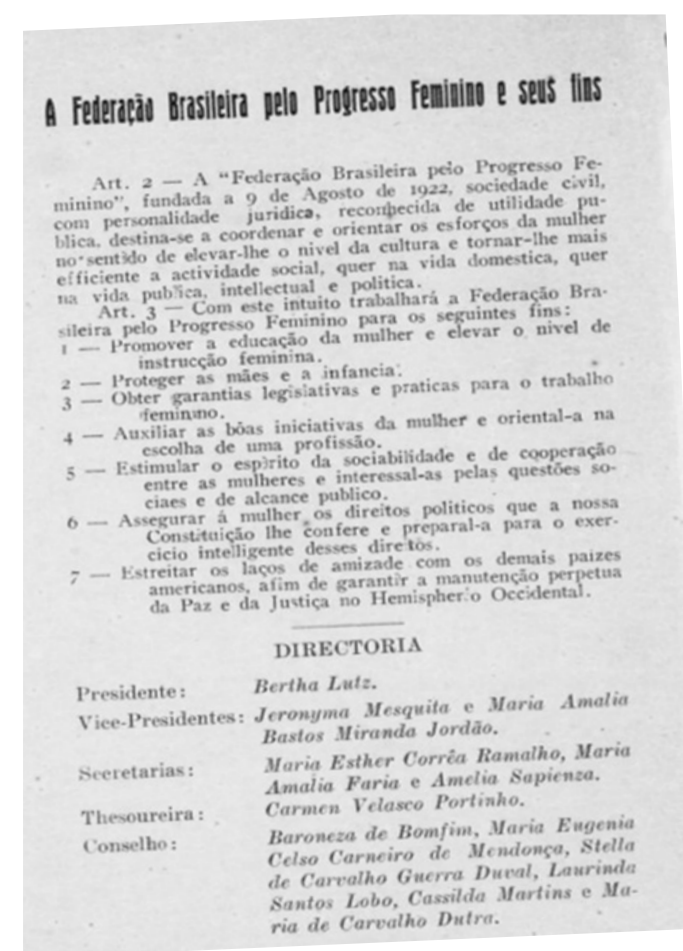 A Federação Brasileira pelo Progresso Feminino e seus fins
Art. 2 — A "Federação Brasileira pelo Progresso Fe-
minino", fundada a 9 de Agosto de 1922, sociedade civil,
com personalidade juridica, reconhecida de utilidade pu-
blica, destina-se a coordenar e orientar os esforços da mulher
no sentido de elevar-lhe o nivel da cultura e tornar-lhe mais
efficiente a actividade social, quer na vida domestica, quer
na vida publica, intellectual e politica.
Art. 3 — Com este intuito trabalhará a Federação Bra-
sileira pelo Progresso Feminino para os seguintes fins:
1 — Promover a educação da mulher e elevar o nivel de
instrucção feminina.
2 — Proteger as mães e a infancia.
3 — Obter garantias legislativas e praticas para o trabalho
feminino.
4 — Auxiliar as bôas iniciativas da mulher e oriental-a na
escolha de uma profissão.
5 — Estimular o espirito da sociabilidade e de cooperação
entre as mulheres e interessal-as pelas questões so-
ciaes e de alcance publico.
6 — Assegurar á mulher os direitos politicos que a nossa
Constituição lhe confere e preparal-a para o exer-
cicio intelligente desses direitos.
7 — Estreitar os laços de amizade com os demais paizes
americanos, afim de garantir a manutenção perpetua
da Paz e da Justiça no Hemispherio Occidental.
DIRECTORIA
Presidente: Bertha Lutz.
Vice-Presidentes: Jeronyma Mesquita e Maria Amalia
Bastos Miranda Jordão.
Secretarias: Maria Esther Corrêa Ramalho, Maria
Amalia Faria e Amelia Sapienza.
Thesoureira: Carmen Velasco Portinho.
Conselho: Baroneza de Bomfim, Maria Eugenia
Celso Carneiro de Mendonça, Stella
de Carvalho Guerra Duval, Laurinda
Santos Lobo, Cassilda Martins e Ma-
ria de Carvalho Dutra.